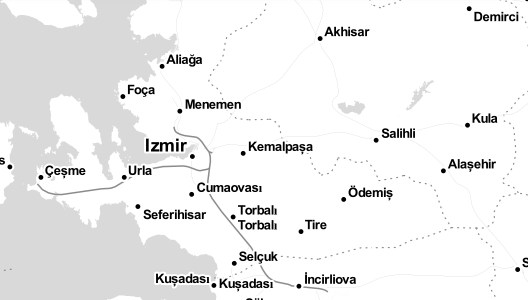 Demirci
Akhisar
Aliağa
Foça
Menemen
Kula
Salihli
Izmir
Kemalpaşa
Alaşehir
s
Çeşme
Urla
Cumaovası
Ödemiş
Seferihisar
Torbalı
Torbalı
Tire
Selçuk
S
Kuşadası
Kuşadası
İncirliova